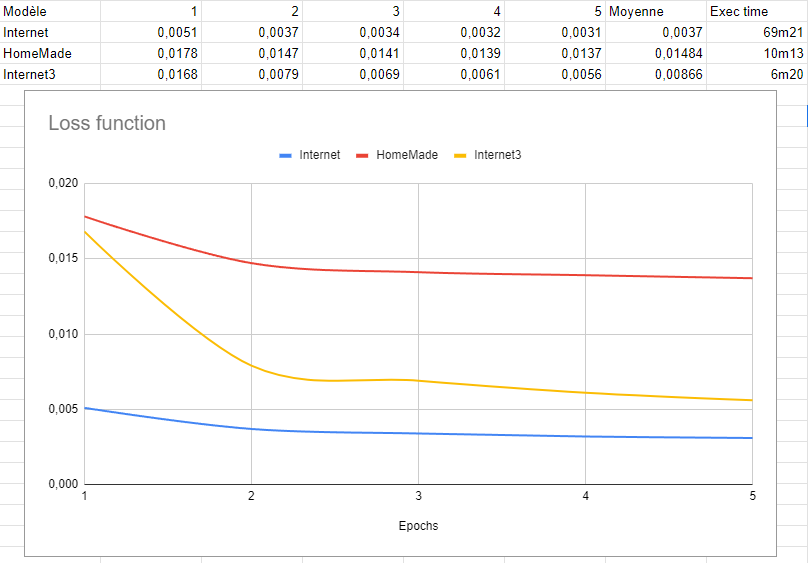 Modèle 1 2 3 4 5 Moyenne Exec time
Internet 0,0051 0,0037 0,0034 0,0032 0,0031 0,0037 69m21
HomeMade 0,0178 0,0147 0,0141 0,0139 0,0137 0,01484 10m13
Internet3 0,0168 0,0079 0,0069 0,0061 0,0056 0,00866 6m20
Loss function
Internet HomeMade Internet3
0,020
0,015
0,010
0,005
0,000
1 2 3 4 5
Epochs